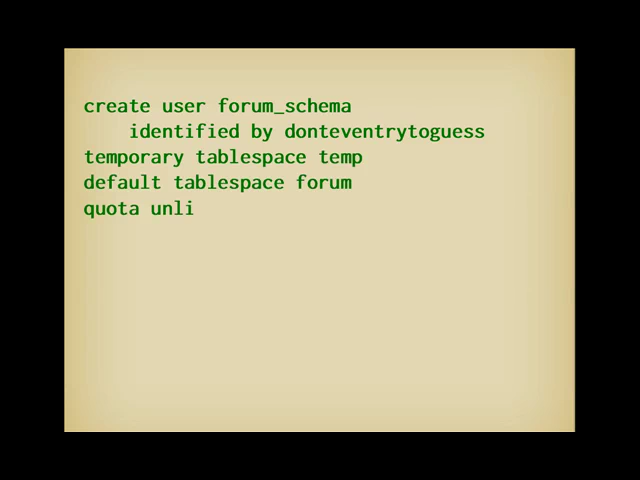 create user forum_schema
identified by donteventrytoguess
temporary tablespace temp
default tablespace forum
quota unli